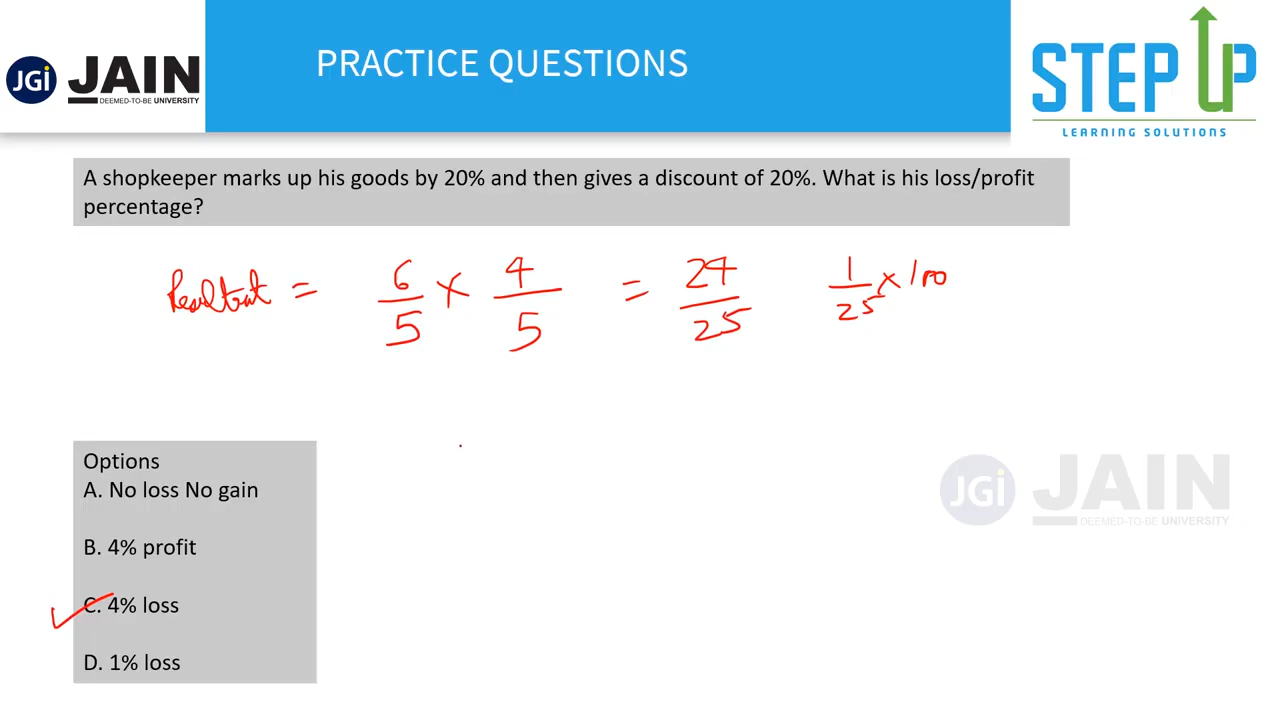 JGi JAIN
DEEMED-TO-BE UNIVERSITY
PRACTICE QUESTIONS
STEP UP
LEARNING SOLUTIONS
A shopkeeper marks up his goods by 20% and then gives a discount of 20%. What is his loss/profit
percentage?
= 6/5 × 4/5 = 24/25 1/25 × 100
Options
A. No loss No gain
B. 4% profit
C. 4% loss
D. 1% loss
JGi JAIN
DEEMED-TO-BE UNIVERSITY